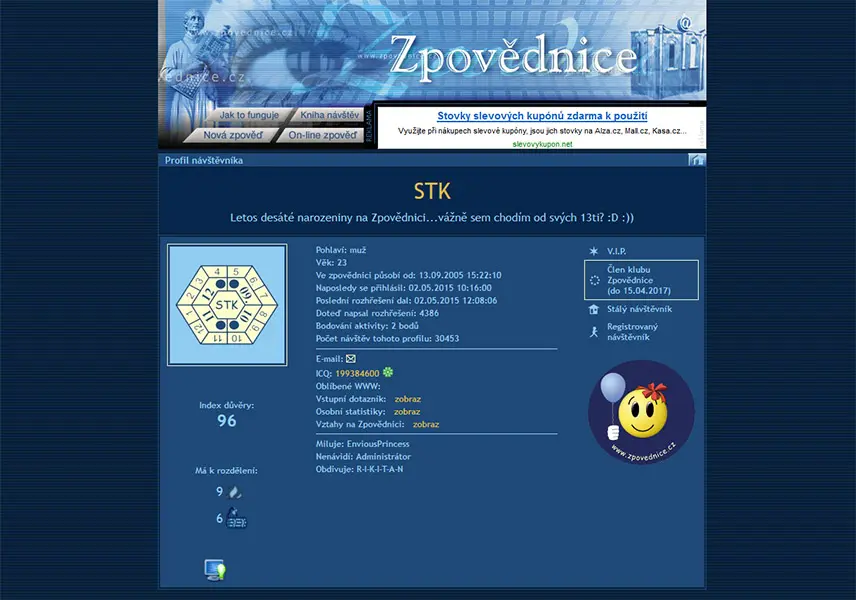 www.zpovednice.cz
Zpovědnice
ednice.cz
Jak to funguje
Kniha návštěv
Nová zpověď
On-line zpověď
REKLAMA
Stovky slevových kupónů zdarma k použití
Využijte při nákupech slevové kupóny, jsou jich stovky na Alza.cz, Mall.cz, Kasa.cz...
slevovykupon.net
Profil návštěvníka
STK
Letos desáté narozeniny na Zpovědnici...vážně sem chodím od svých 13ti? :D :))
STK
Pohlaví: muž
Věk: 23
Ve zpovědnici působí od: 13.09.2005 15:22:10
Naposledy se přihlásil: 02.05.2015 10:16:00
Poslední rozhřešení dal: 02.05.2015 12:08:06
Doteď napsal rozhřešení: 4386
Bodování aktivity: 2 bodů
Počet návštěv tohoto profilu: 30453
E-mail:
ICQ: 199384600
Oblíbené WWW:
Vstupní dotazník: zobraz
Osobní statistiky: zobraz
Vztahy na Zpovědnici: zobraz
Miluje: EnviousPrincess
Nenávidí: Administrátor
Obdivuje: R-I-K-I-T-A-N
Index důvěry:
96
Má k rozdělení:
9
6
V.I.P.
Člen klubu
Zpovědnice
(do 15.04.2017)
Stálý návštěvník
Registrovaný
návštěvník
www.zpovednice.cz